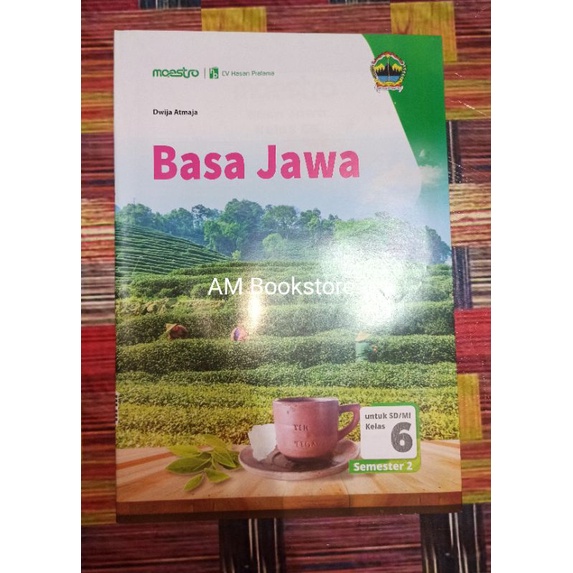 maestro CV Hasan Pratama
Dwija Atmaja
Basa Jawa
AM Bookstore
untuk SD/MI
Kelas 6
Semester 2